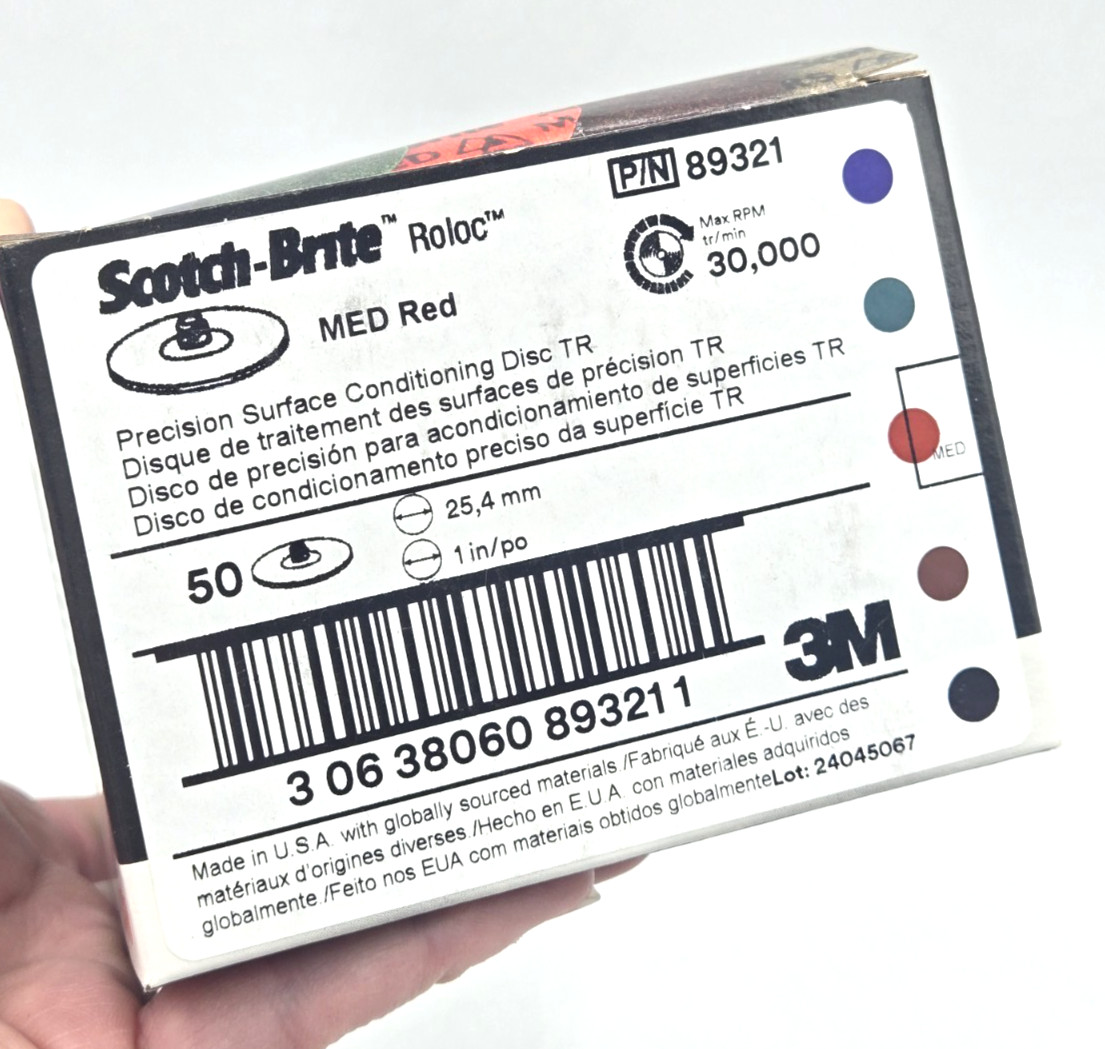 P/N 89321
Scotch-Brite™ Roloc™
Max RPM
tr/min
30,000
MED Red
Precision Surface Conditioning Disc TR
Disque de traitement des surfaces de précision TR
Disco de precisión para acondicionamiento de superficies TR
Disco de condicionamento preciso da superfície TR
MED
50
25,4 mm
1 in/po
3M
3 06 38060 89321 1
Made in U.S.A. with globally sourced materials./Fabriqué aux É.-U. avec des
matériaux d'origines diverses./Hecho en E.U.A. con materiales adquiridos
globalmente./Feito nos EUA com materiais obtidos globalmente Lot: 24045067